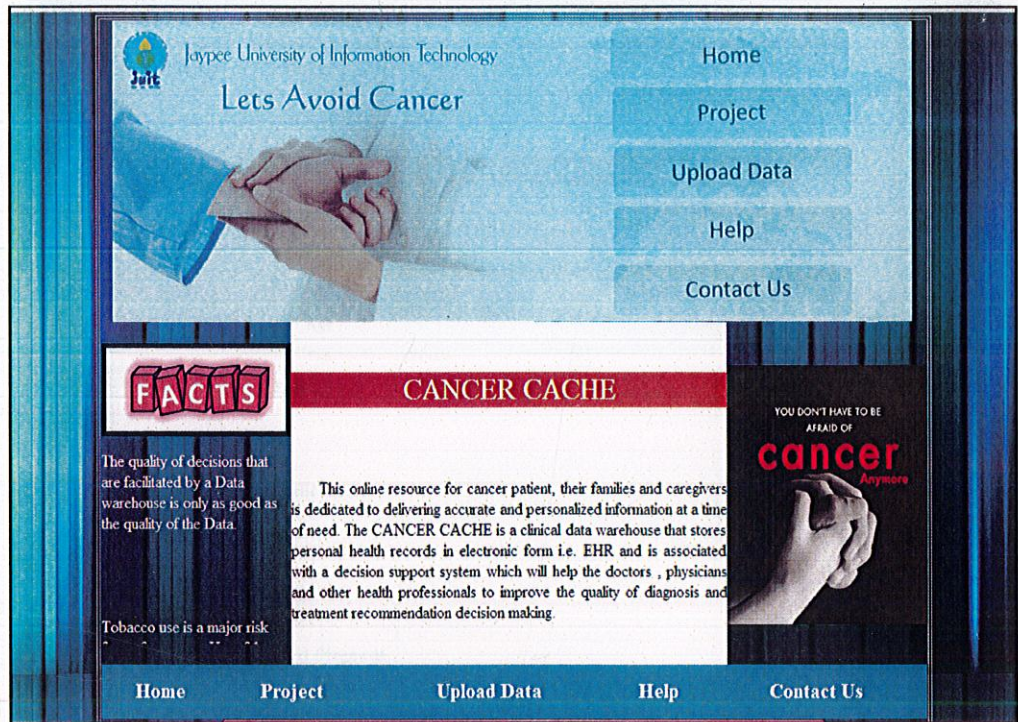 Juit
Jaypee University of Information Technology
Lets Avoid Cancer
Home
Project
Upload Data
Help
Contact Us
FACTS
The quality of decisions that
are facilitated by a Data
warehouse is only as good as
the quality of the Data.
Tobacco use is a major risk
CANCER CACHE
This online resource for cancer patient, their families and caregivers
is dedicated to delivering accurate and personalized information at a time
of need. The CANCER CACHE is a clinical data warehouse that stores
personal health records in electronic form i.e. EHR and is associated
with a decision support system which will help the doctors , physicians
and other health professionals to improve the quality of diagnosis and
treatment recommendation decision making.
YOU DON'T HAVE TO BE
AFRAID OF
cancer
Anymore
Home Project Upload Data Help Contact Us